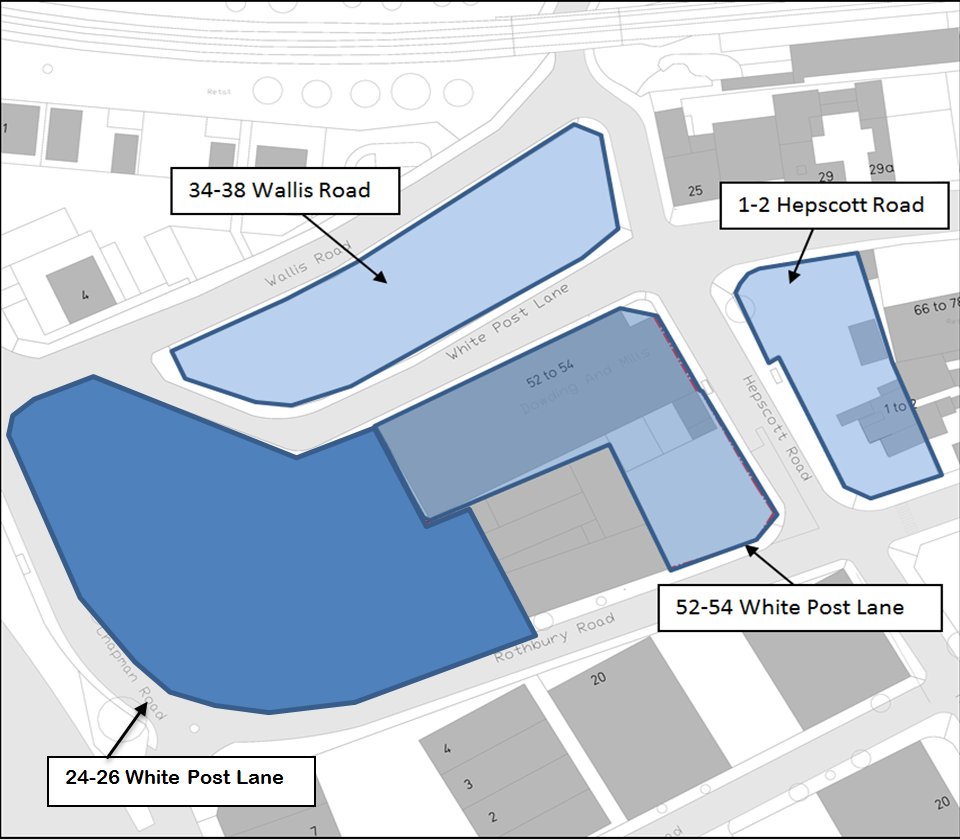 Retail
1
34-38 Wallis Road
25
29
29a
1-2 Hepscott Road
Wallis Road
4
White Post Lane
66 to 78
52 to 54
Dowding And Mills
Hepscott Road
1 to 2
52-54 White Post Lane
Rothbury Road
Chapman Road
20
4
3
2
24-26 White Post Lane
7
20